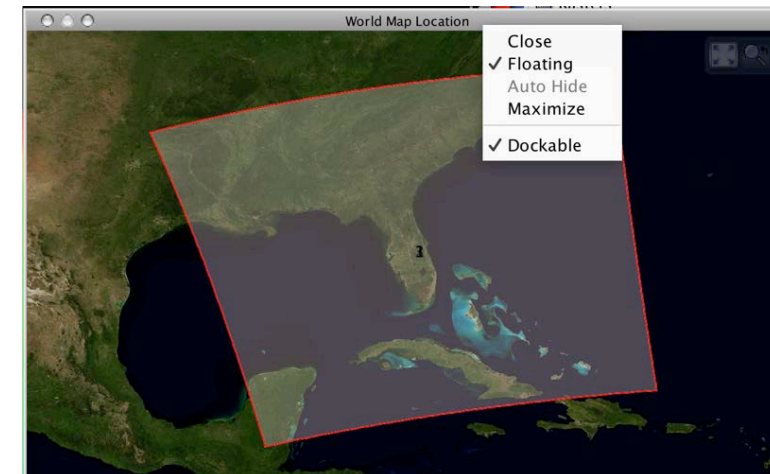 World Map Location
Close
✓ Floating
Auto Hide
Maximize
✓ Dockable